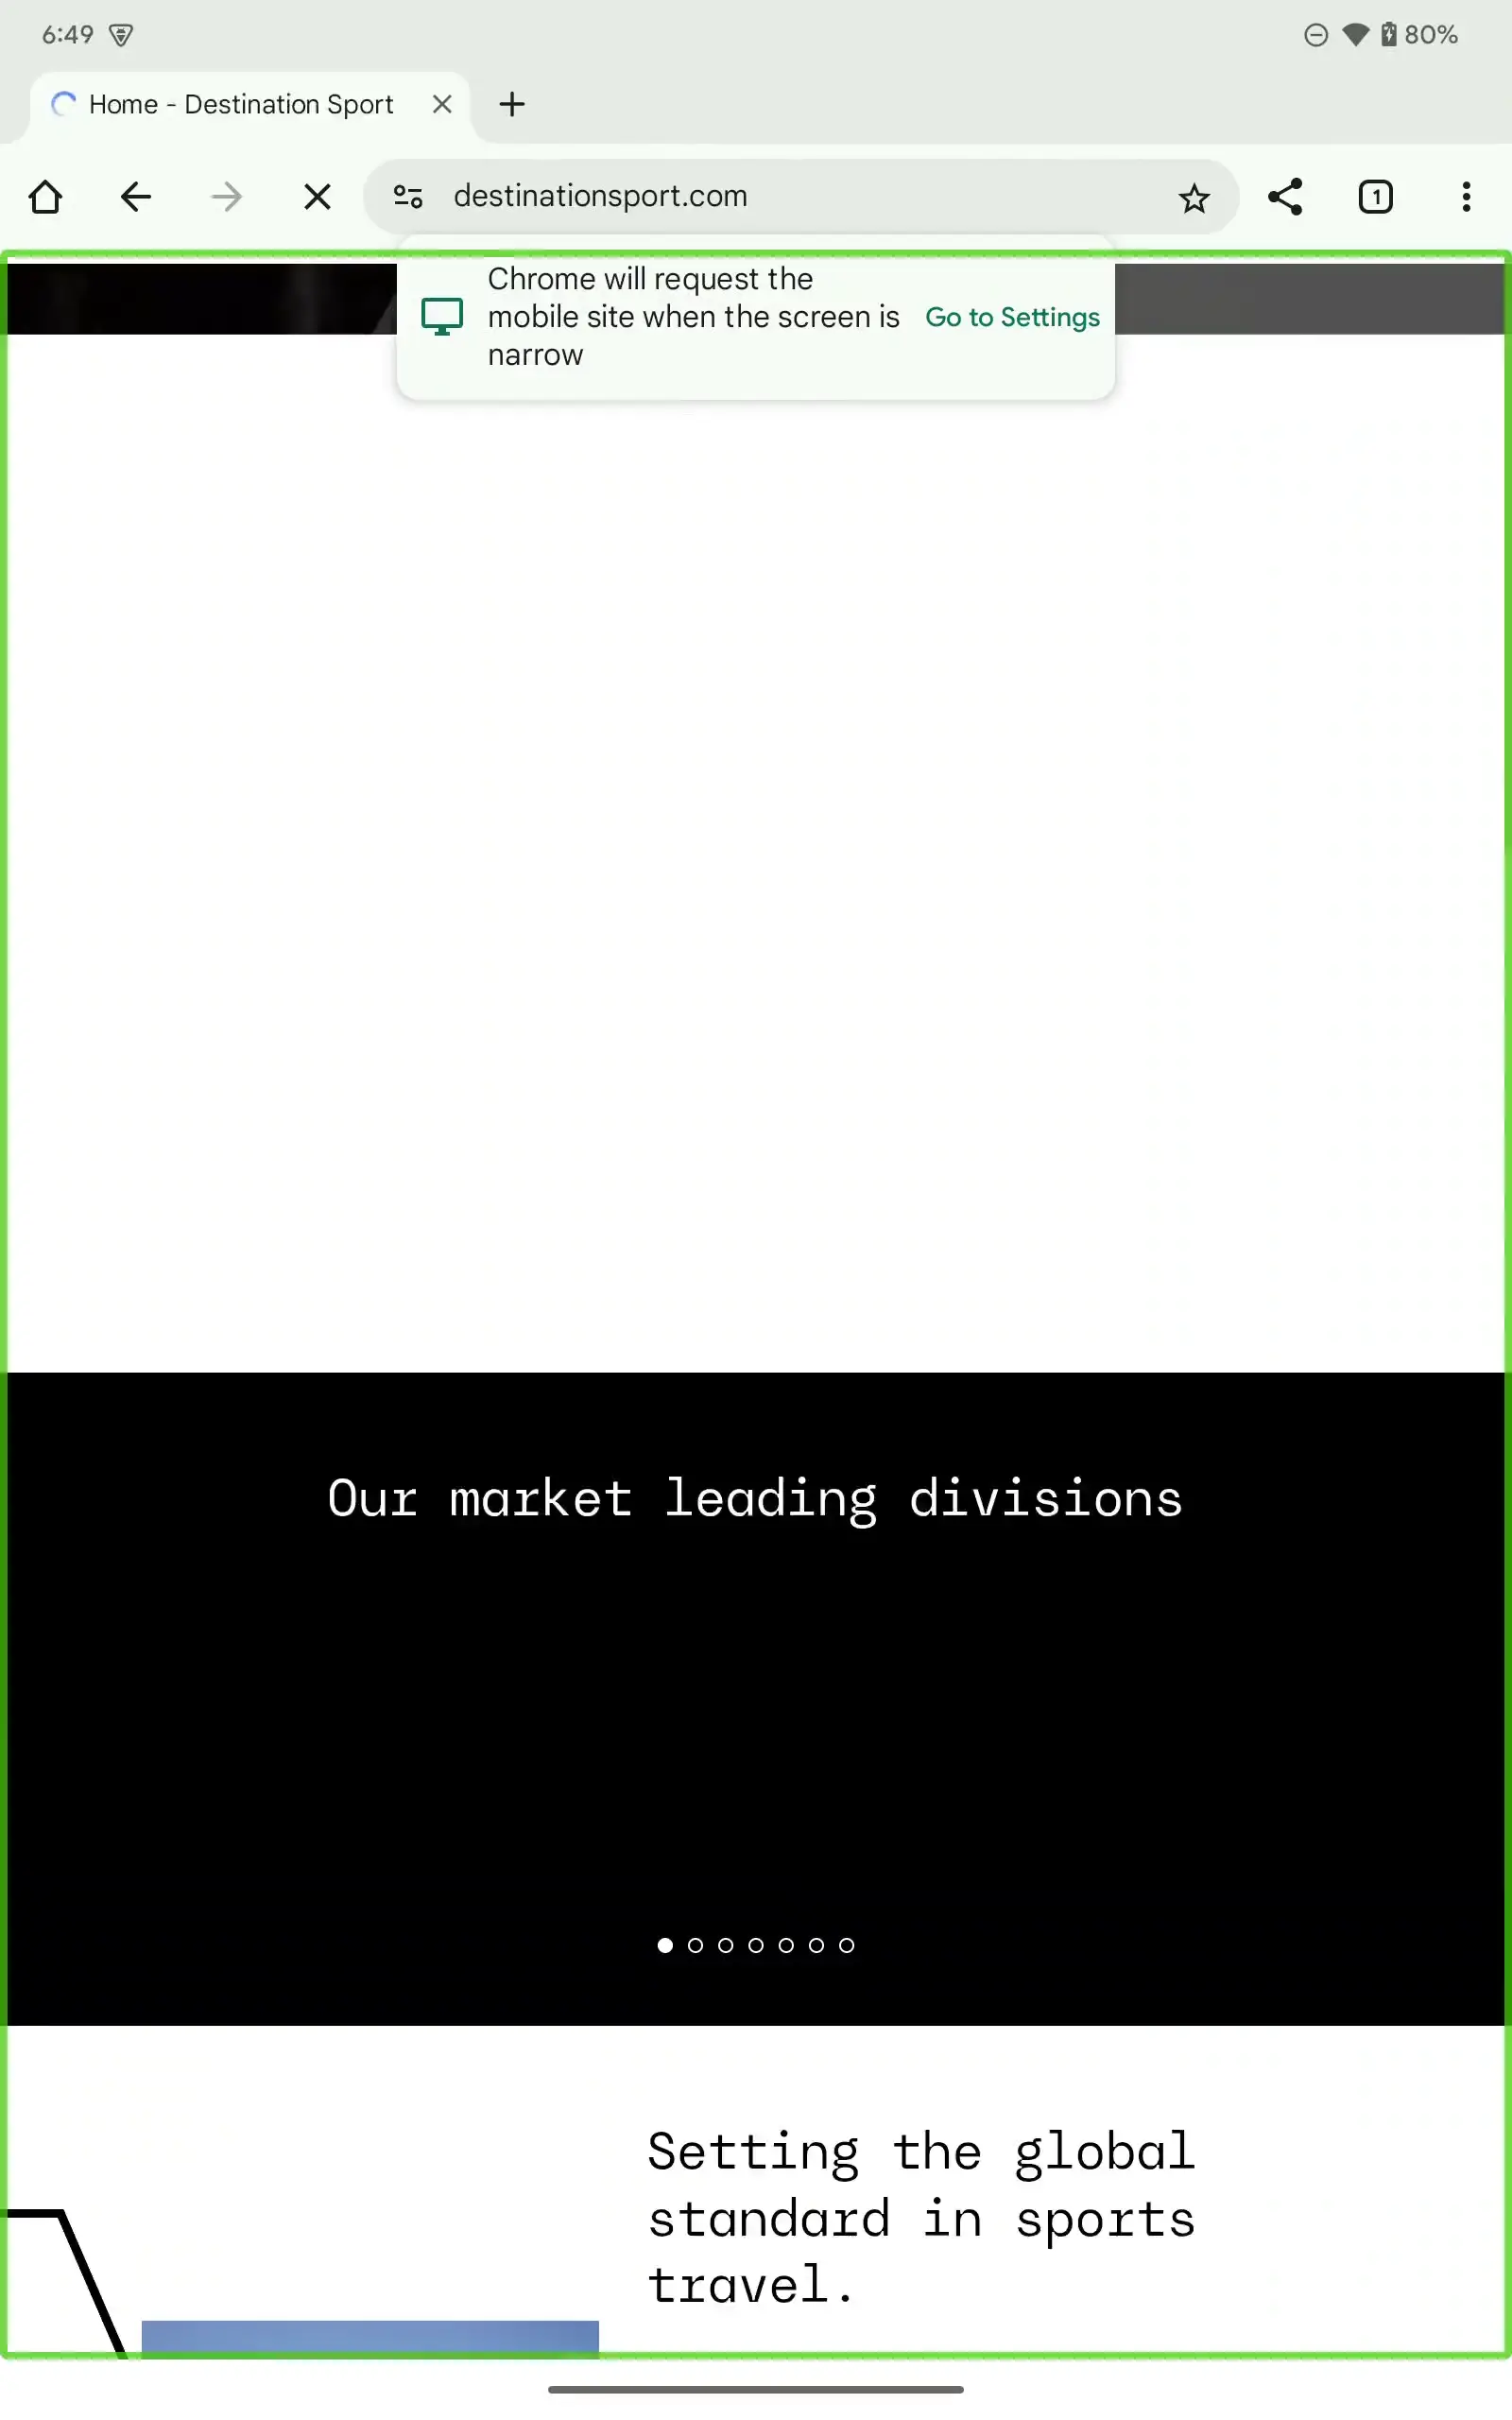 6:49
80%
Home - Destination Sport
destinationsport.com
1
Chrome will request the
mobile site when the screen is
narrow
Go to Settings
Our market leading divisions
Setting the global
standard in sports
travel.